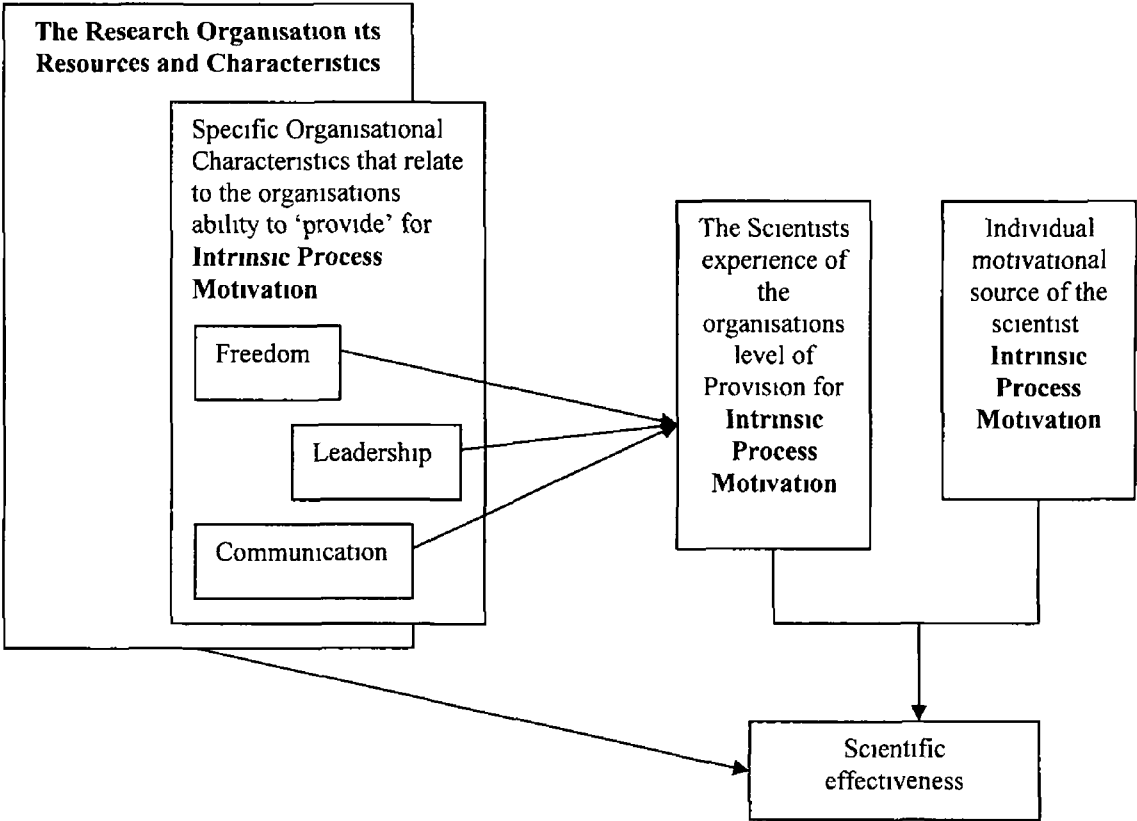 The Research Organisation its
Resources and Characteristics
Specific Organisational
Characteristics that relate
to the organisations
ability to ‘provide’ for
Intrinsic Process
Motivation
Freedom
Leadership
Communication
The Scientists
experience of
the
organisations
level of
Provision for
Intrinsic
Process
Motivation
Individual
motivational
source of the
scientist
Intrinsic
Process
Motivation
Scientific
effectiveness